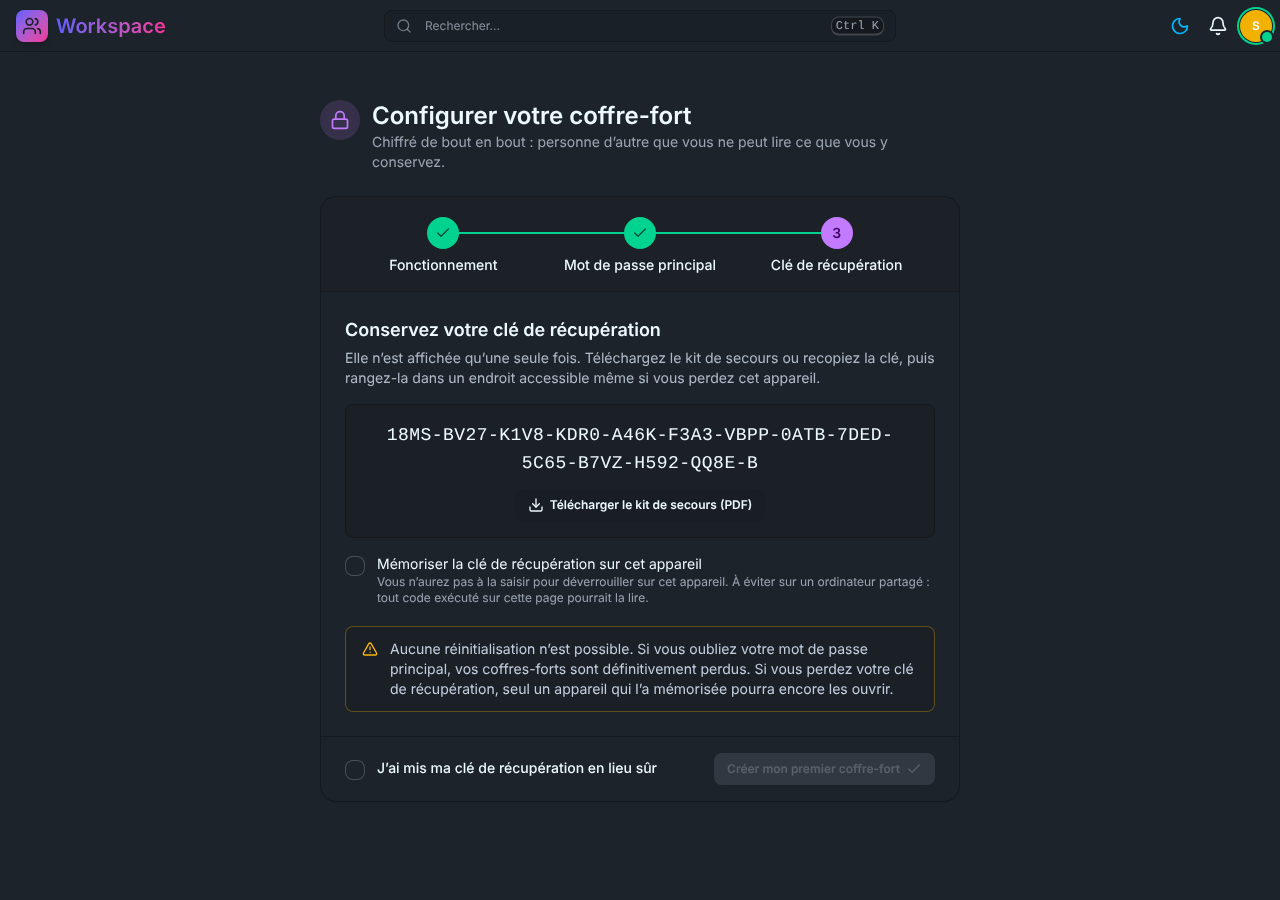 Workspace
Rechercher...
Ctrl K
S
Configurer votre coffre-fort
Chiffré de bout en bout : personne d’autre que vous ne peut lire ce que vous y
conservez.
3
Fonctionnement
Mot de passe principal
Clé de récupération
Conservez votre clé de récupération
Elle n’est affichée qu’une seule fois. Téléchargez le kit de secours ou recopiez la clé, puis
rangez-la dans un endroit accessible même si vous perdez cet appareil.
18MS-BV27-K1V8-KDR0-A46K-F3A3-VBPP-0ATB-7DED-
5C65-B7VZ-H592-QQ8E-B
Télécharger le kit de secours (PDF)
Mémoriser la clé de récupération sur cet appareil
Vous n’aurez pas à la saisir pour déverrouiller sur cet appareil. À éviter sur un ordinateur partagé :
tout code exécuté sur cette page pourrait la lire.
Aucune réinitialisation n’est possible. Si vous oubliez votre mot de passe
principal, vos coffres-forts sont définitivement perdus. Si vous perdez votre clé
de récupération, seul un appareil qui l’a mémorisée pourra encore les ouvrir.
J’ai mis ma clé de récupération en lieu sûr
Créer mon premier coffre-fort